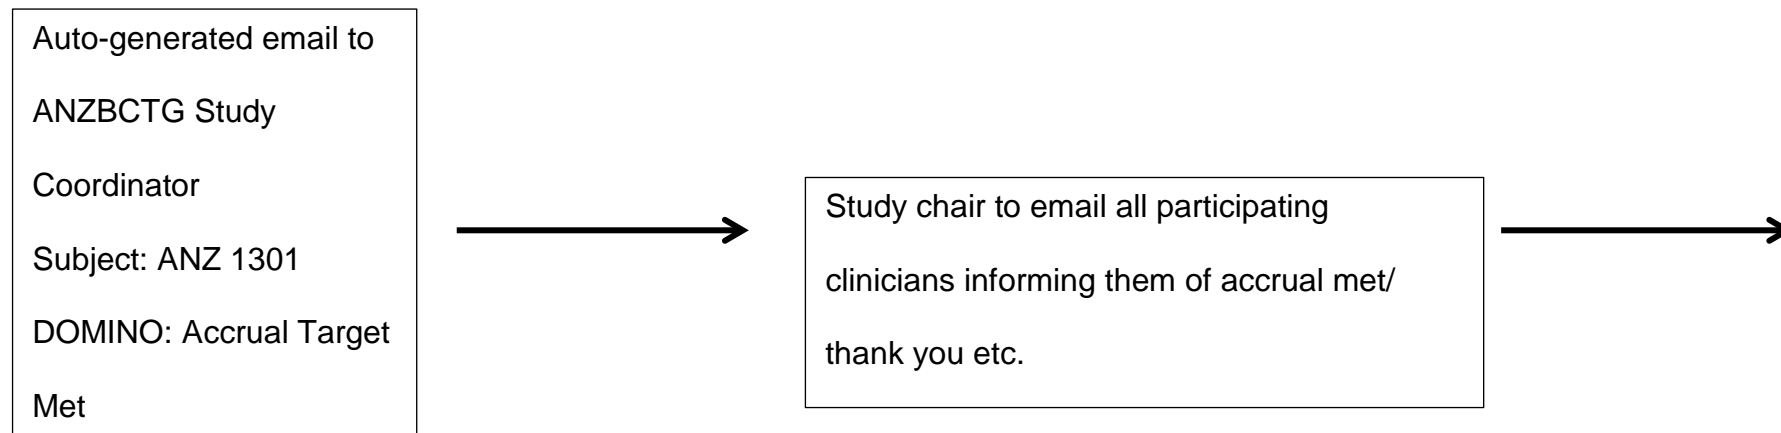 Auto-generated email to
ANZBCTG Study
Coordinator
Subject: ANZ 1301
DOMINO: Accrual Target
Met
Study chair to email all participating
clinicians informing them of accrual met/
thank you etc.